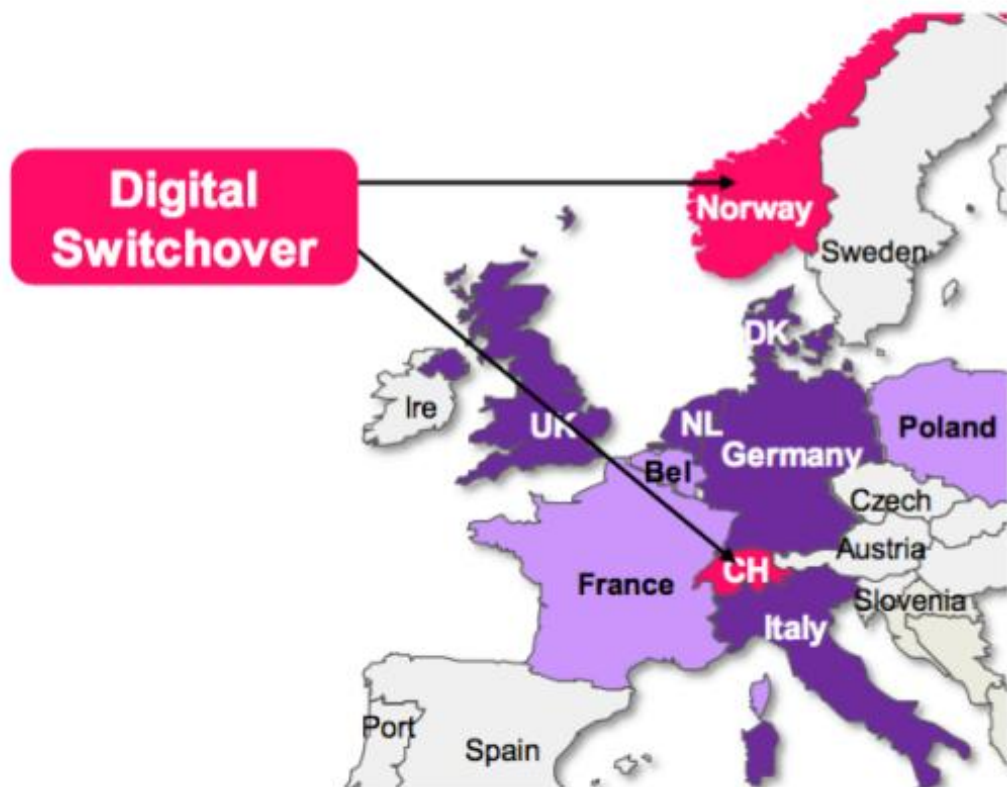 Digital
Switchover
Norway
Sweden
DK
Ire
UK
NL
Germany
Poland
Bel
Czech
Austria
CH
France
Slovenia
Italy
Port
Spain